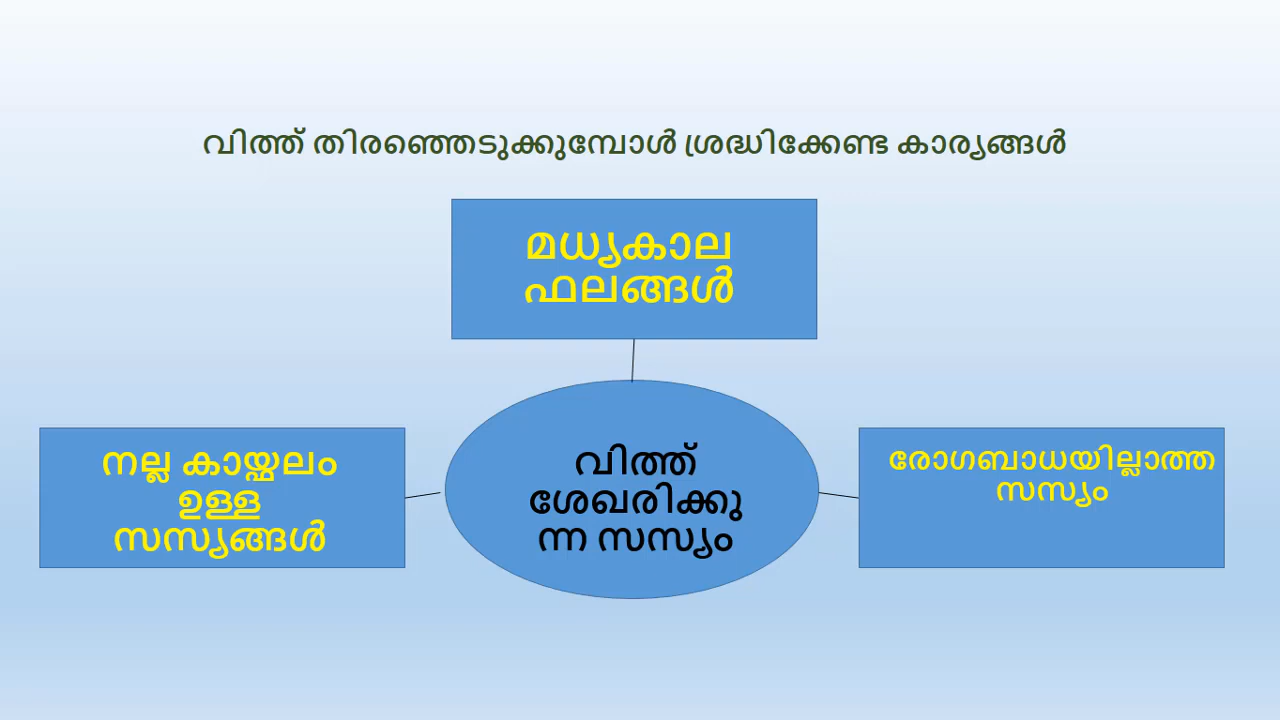 വിത്ത് തിരഞ്ഞെടുക്കുമ്പോൾ ശ്രദ്ധിക്കേണ്ട കാര്യങ്ങൾ
മധ്യകാല
ഫലങ്ങൾ
നല്ല കായ്ഫലം
ഉള്ള
സസ്യങ്ങൾ
വിത്ത്
ശേഖരിക്കു
ന്ന സസ്യം
രോഗബാധയില്ലാത്ത
സസ്യം